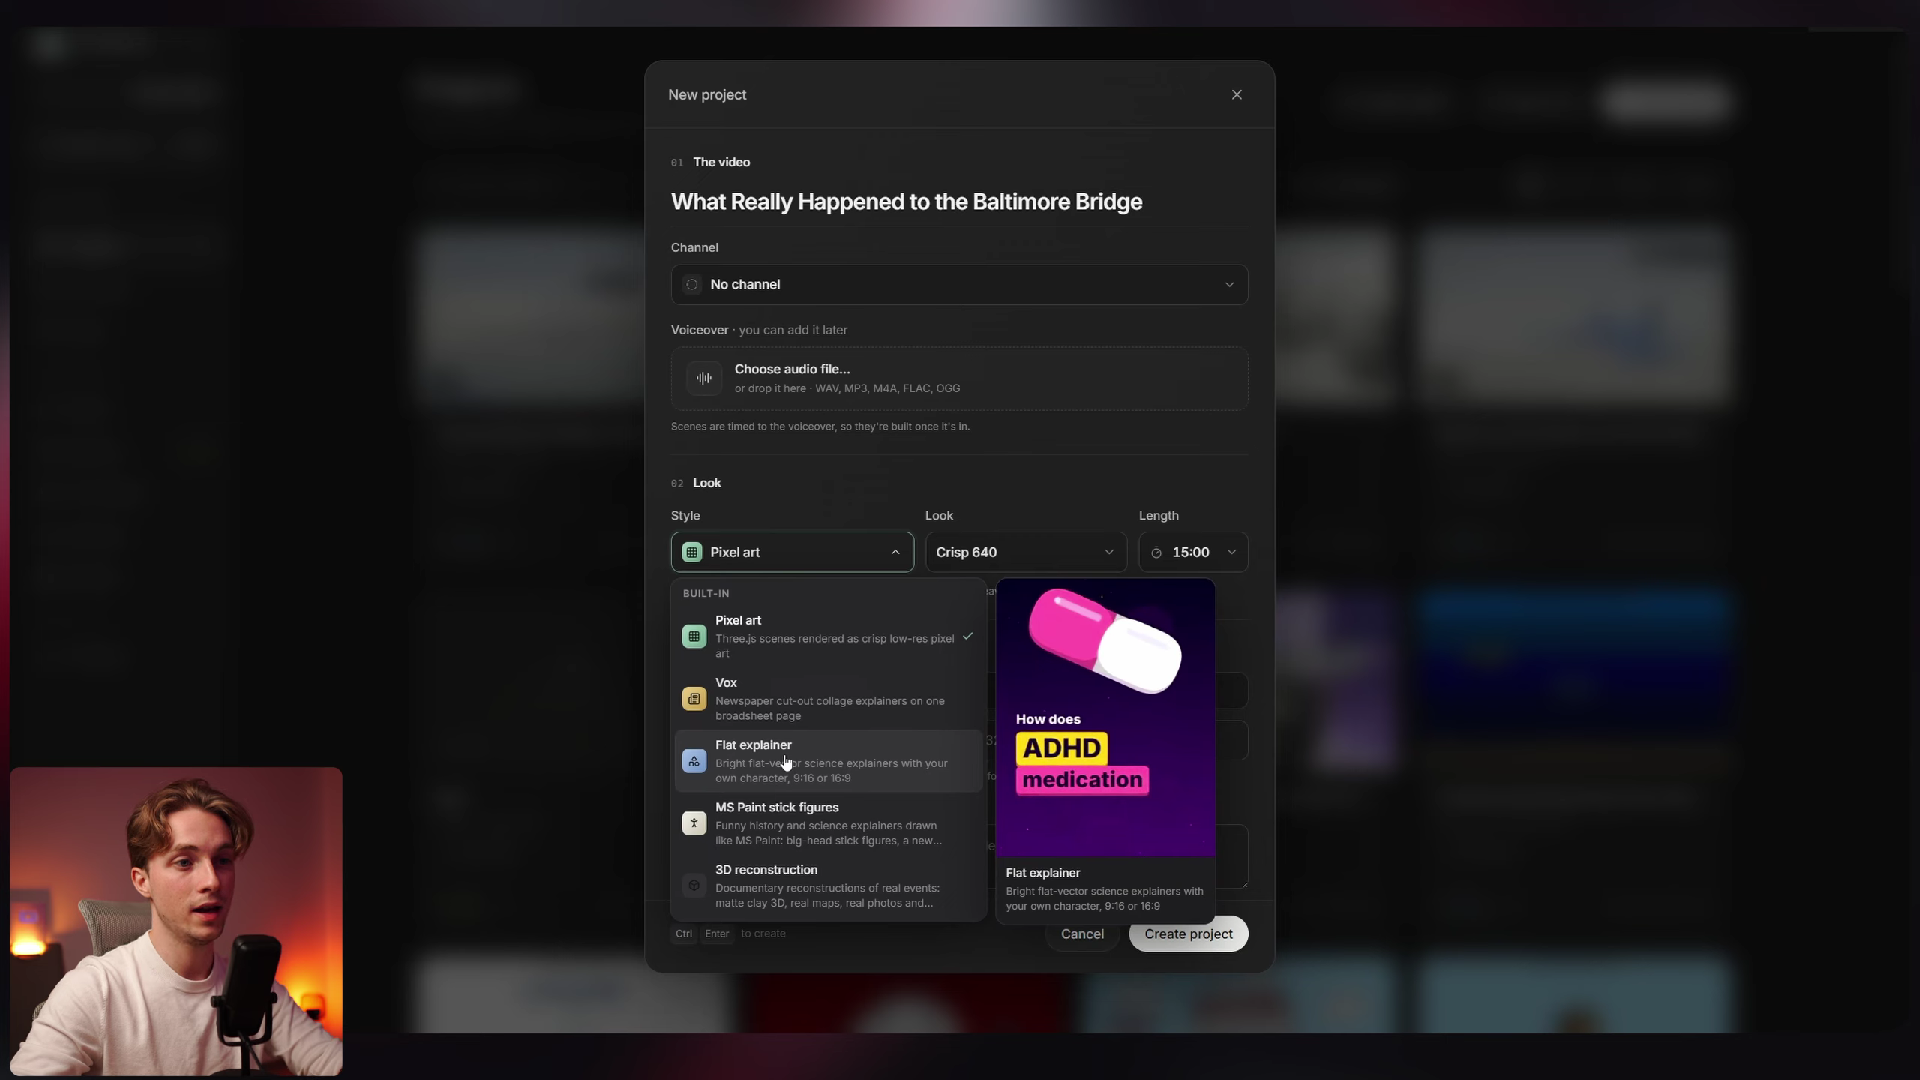 New project
01 The video
What Really Happened to the Baltimore Bridge
Channel
No channel
Voiceover · you can add it later
Choose audio file...
or drop it here · WAV, MP3, M4A, FLAC, OGG
Scenes are timed to the voiceover, so they're built once it's in.
02 Look
Style
Look
Length
Pixel art
Crisp 640
15:00
BUILT-IN
Pixel art
Three.js scenes rendered as crisp low-res pixel
art
Vox
Newspaper cut-out collage explainers on one
broadsheet page
Flat explainer
Bright flat-vector science explainers with your
own character, 9:16 or 16:9
MS Paint stick figures
Funny history and science explainers drawn
like MS Paint: big-head stick figures, a new...
3D reconstruction
Documentary reconstructions of real events:
matte clay 3D, real maps, real photos and...
How does
ADHD
medication
Flat explainer
Bright flat-vector science explainers with
your own character, 9:16 or 16:9
Ctrl Enter to create
Cancel
Create project